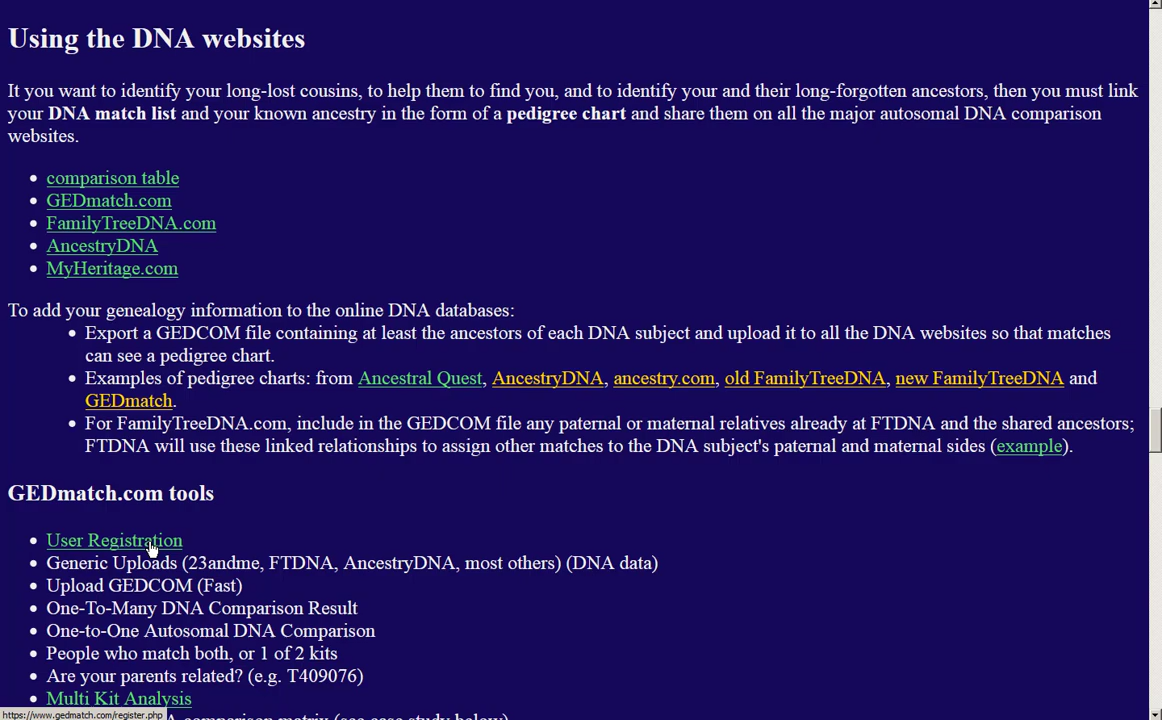 Using the DNA websites
It you want to identify your long-lost cousins, to help them to find you, and to identify your and their long-forgotten ancestors, then you must link
your DNA match list and your known ancestry in the form of a pedigree chart and share them on all the major autosomal DNA comparison
websites.
comparison table
GEDmatch.com
FamilyTreeDNA.com
AncestryDNA
MyHeritage.com
To add your genealogy information to the online DNA databases:
Export a GEDCOM file containing at least the ancestors of each DNA subject and upload it to all the DNA websites so that matches
can see a pedigree chart.
Examples of pedigree charts: from Ancestral Quest, AncestryDNA, ancestry.com, old FamilyTreeDNA, new FamilyTreeDNA and
GEDmatch.
For FamilyTreeDNA.com, include in the GEDCOM file any paternal or maternal relatives already at FTDNA and the shared ancestors;
FTDNA will use these linked relationships to assign other matches to the DNA subject's paternal and maternal sides (example).
GEDmatch.com tools
User Registration
Generic Uploads (23andme, FTDNA, AncestryDNA, most others) (DNA data)
Upload GEDCOM (Fast)
One-To-Many DNA Comparison Result
One-to-One Autosomal DNA Comparison
People who match both, or 1 of 2 kits
Are your parents related? (e.g. T409076)
Multi Kit Analysis
https://www.gedmatch.com/register.php
comparison matrix (see case study below)